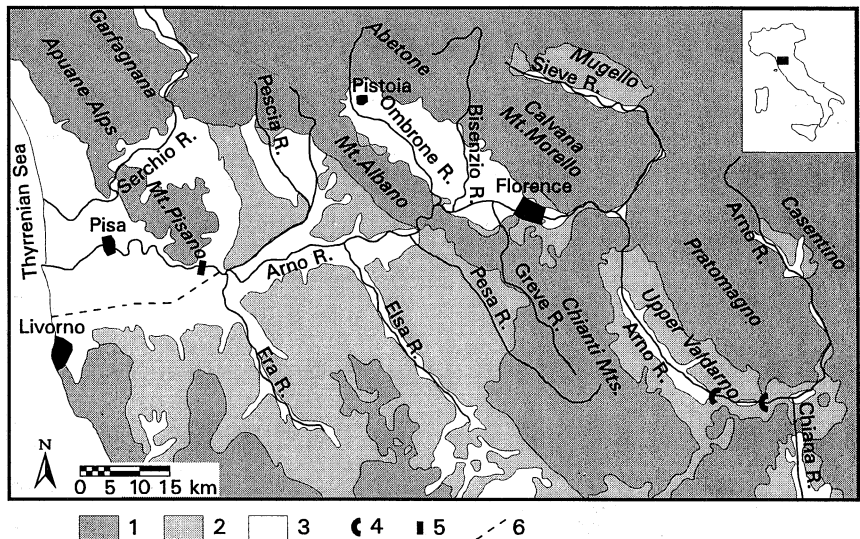 Garfagnana
Apuane Alps
Abetone
Mugello
Sieve R.
Pistoia
Pescia R.
Ombrone R.
Bisenzio R.
Calvana
Mt. Morello
Serchio R.
Mt. Albano
Thyrrenian Sea
Mt. Pisano
Florence
Pisa
Arno R.
Casentino
Arno R.
Pratomagno
Pesa R.
Greve R.
Livorno
Elsa R.
Chianti Mts.
Upper Valdarno
Arno R.
Era R.
Chiana R.
N
0 5 10 15 km
1 2 3 4 5 6